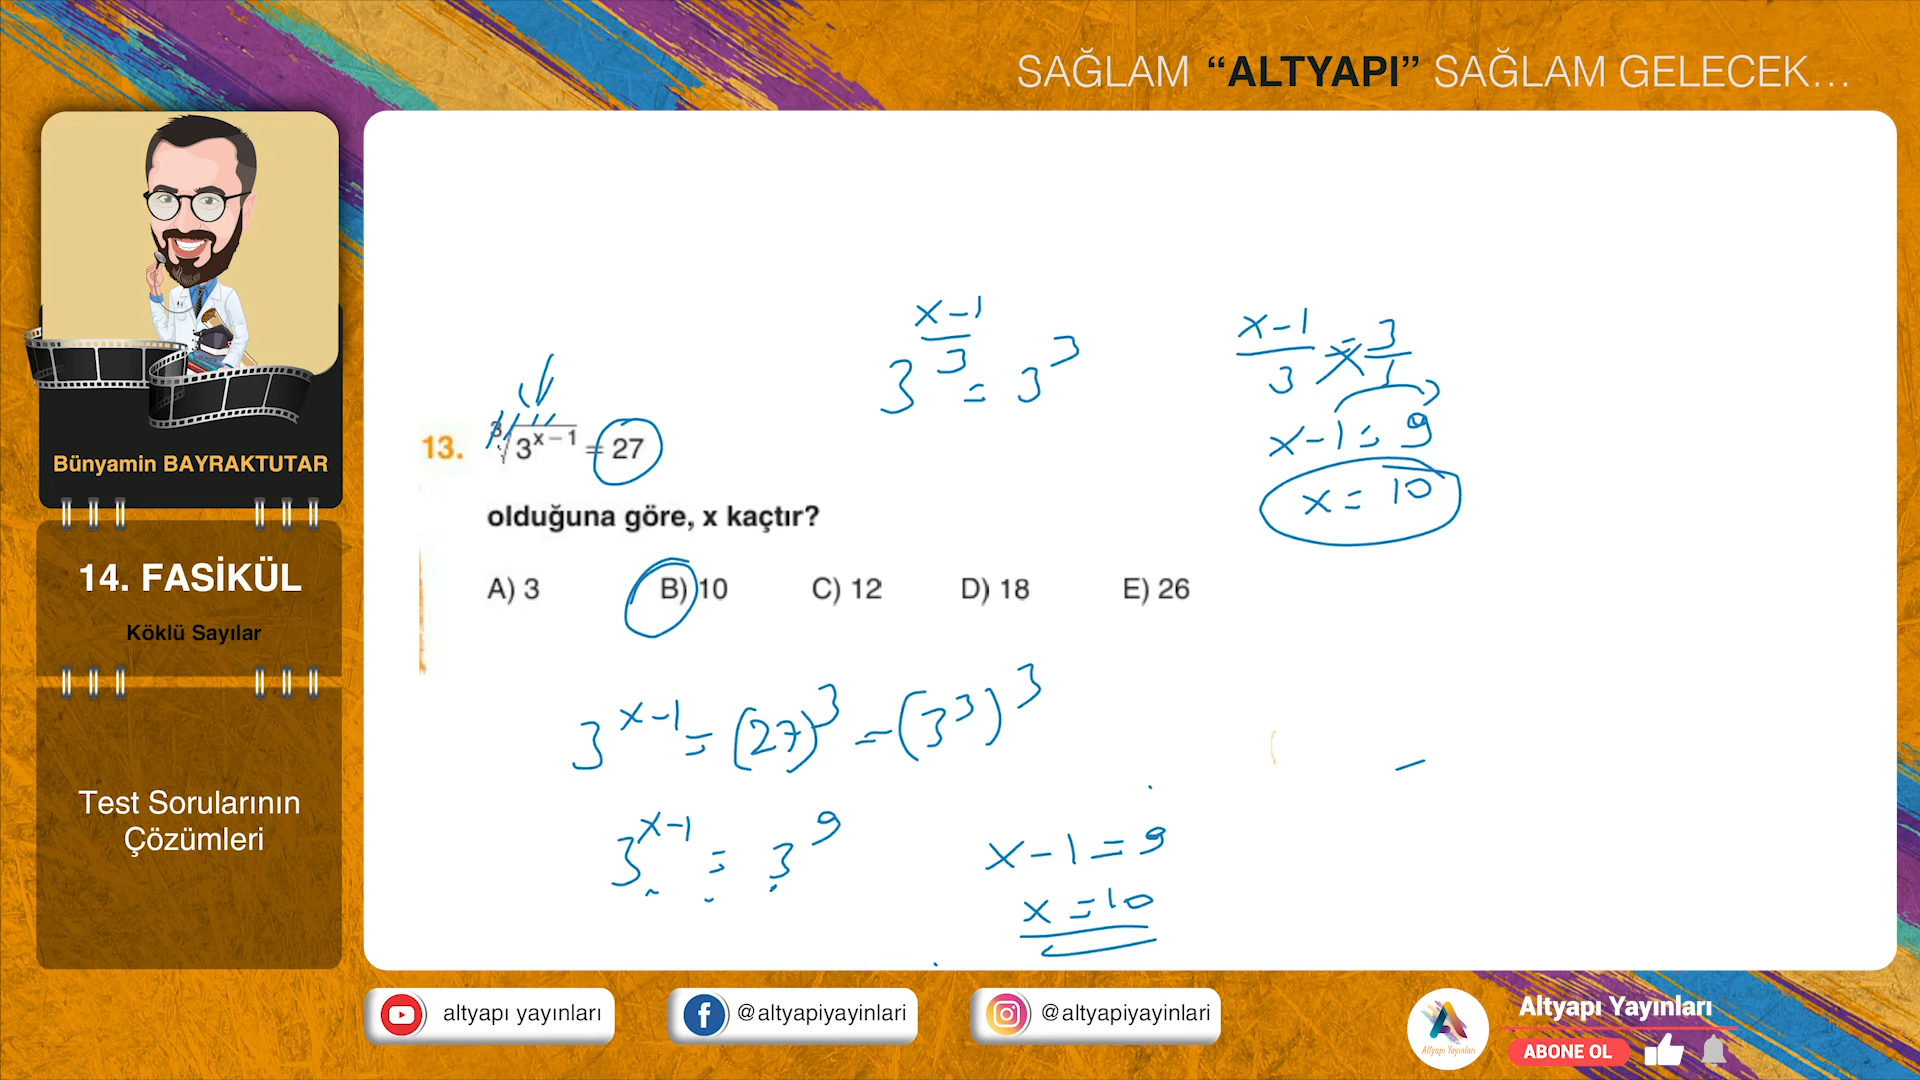 SAĞLAM “ALTYAPI” SAĞLAM GELECEK...
Bünyamin BAYRAKTUTAR
14. FASİKÜL
Köklü Sayılar
Test Sorularının
Çözümleri
13. ∛(3^(x−1)) = 27
olduğuna göre, x kaçtır?
A) 3 B) 10 C) 12 D) 18 E) 26
3^((x-1)/3) = 3^3
(x-1)/3 = 3/1
x-1 = 9
x = 10
3^(x-1) = (27)^3 = (3^3)^3
3^(x-1) = 3^9
x-1 = 9
x = 10
altyapı yayınları
@altyapiyayinlari
@altyapiyayinlari
Altyapı Yayınları
Altyapı Yayınları
ABONE OL